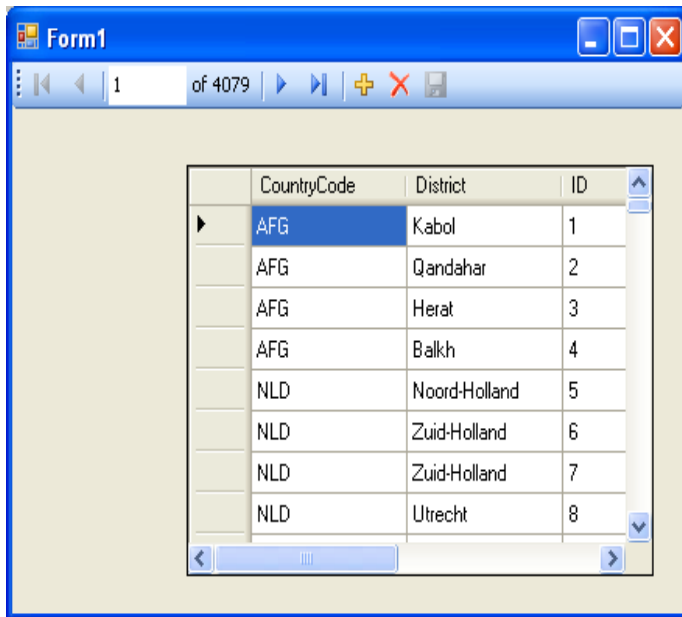 Form1
1 of 4079
CountryCode District ID
AFG Kabol 1
AFG Qandahar 2
AFG Herat 3
AFG Balkh 4
NLD Noord-Holland 5
NLD Zuid-Holland 6
NLD Zuid-Holland 7
NLD Utrecht 8